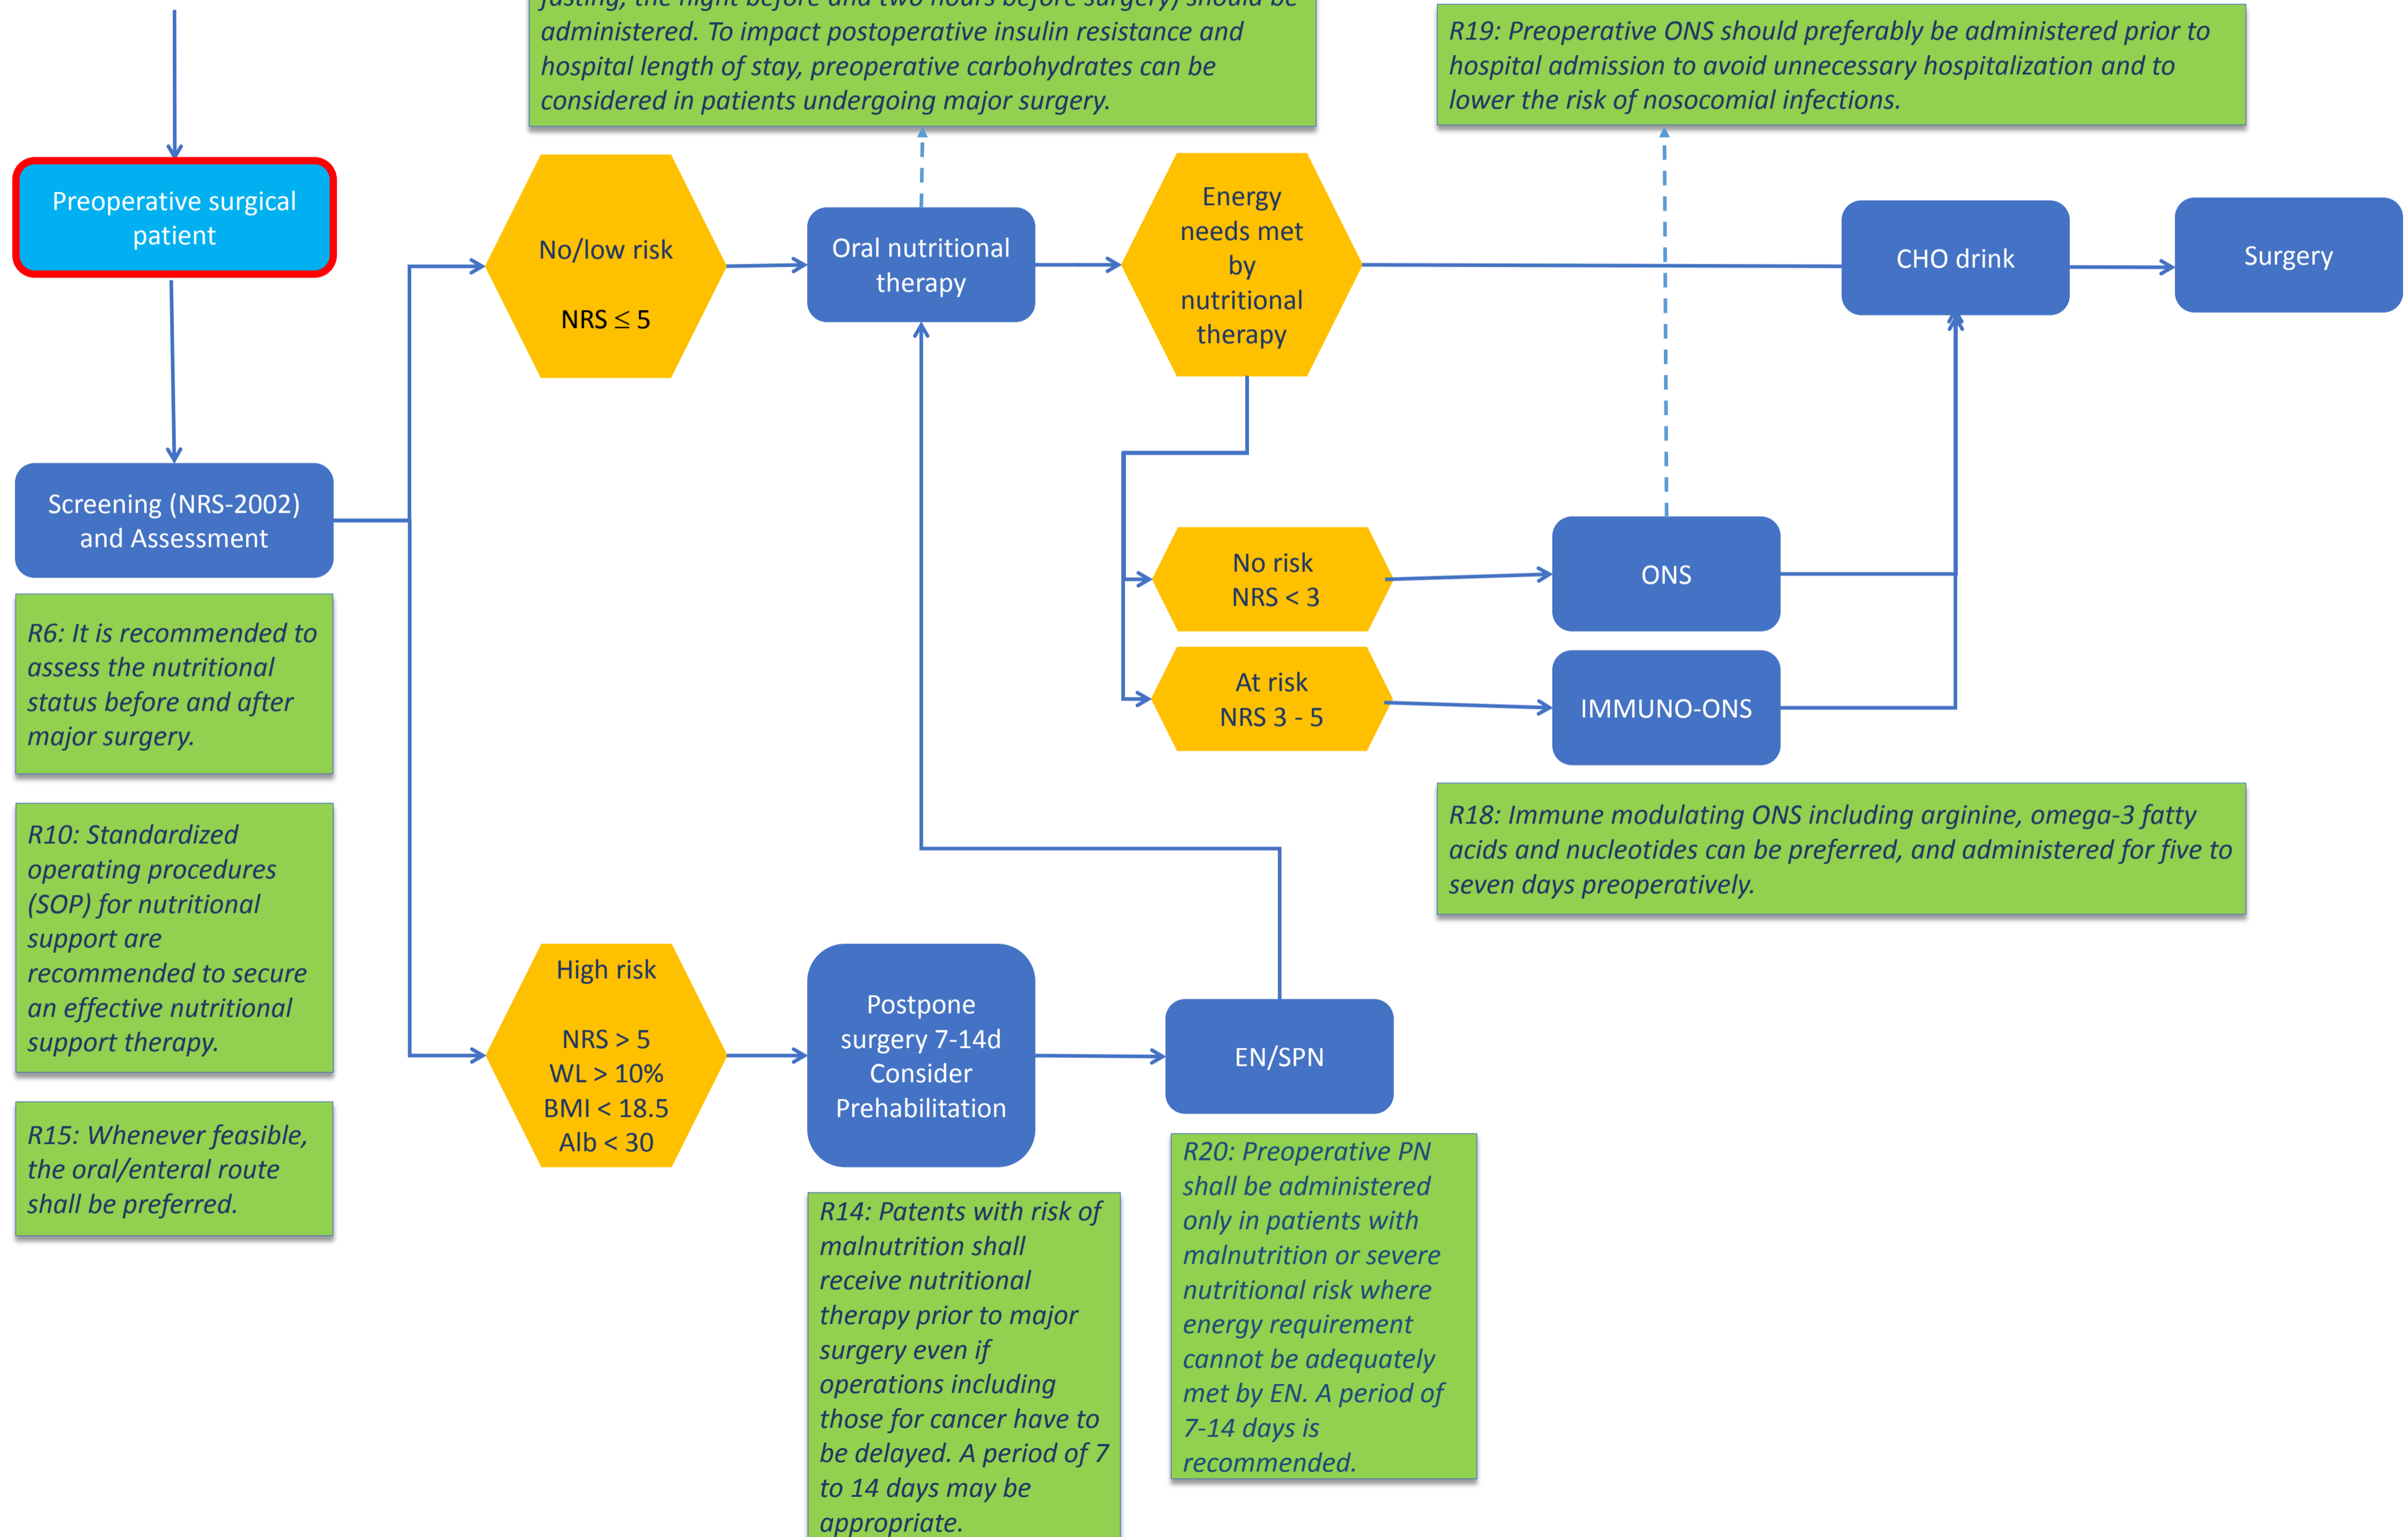 fasting, the night before and two hours before surgery) should be
administered. To impact postoperative insulin resistance and
hospital length of stay, preoperative carbohydrates can be
considered in patients undergoing major surgery.
R19: Preoperative ONS should preferably be administered prior to
hospital admission to avoid unnecessary hospitalization and to
lower the risk of nosocomial infections.
Preoperative surgical
patient
No/low risk
NRS ≤ 5
Oral nutritional
therapy
Energy
needs met
by
nutritional
therapy
CHO drink
Surgery
Screening (NRS-2002)
and Assessment
No risk
NRS < 3
ONS
At risk
NRS 3 - 5
IMMUNO-ONS
R6: It is recommended to
assess the nutritional
status before and after
major surgery.
R18: Immune modulating ONS including arginine, omega-3 fatty
acids and nucleotides can be preferred, and administered for five to
seven days preoperatively.
R10: Standardized
operating procedures
(SOP) for nutritional
support are
recommended to secure
an effective nutritional
support therapy.
High risk
NRS > 5
WL > 10%
BMI < 18.5
Alb < 30
Postpone
surgery 7-14d
Consider
Prehabilitation
EN/SPN
R15: Whenever feasible,
the oral/enteral route
shall be preferred.
R14: Patents with risk of
malnutrition shall
receive nutritional
therapy prior to major
surgery even if
operations including
those for cancer have to
be delayed. A period of 7
to 14 days may be
appropriate.
R20: Preoperative PN
shall be administered
only in patients with
malnutrition or severe
nutritional risk where
energy requirement
cannot be adequately
met by EN. A period of
7-14 days is
recommended.